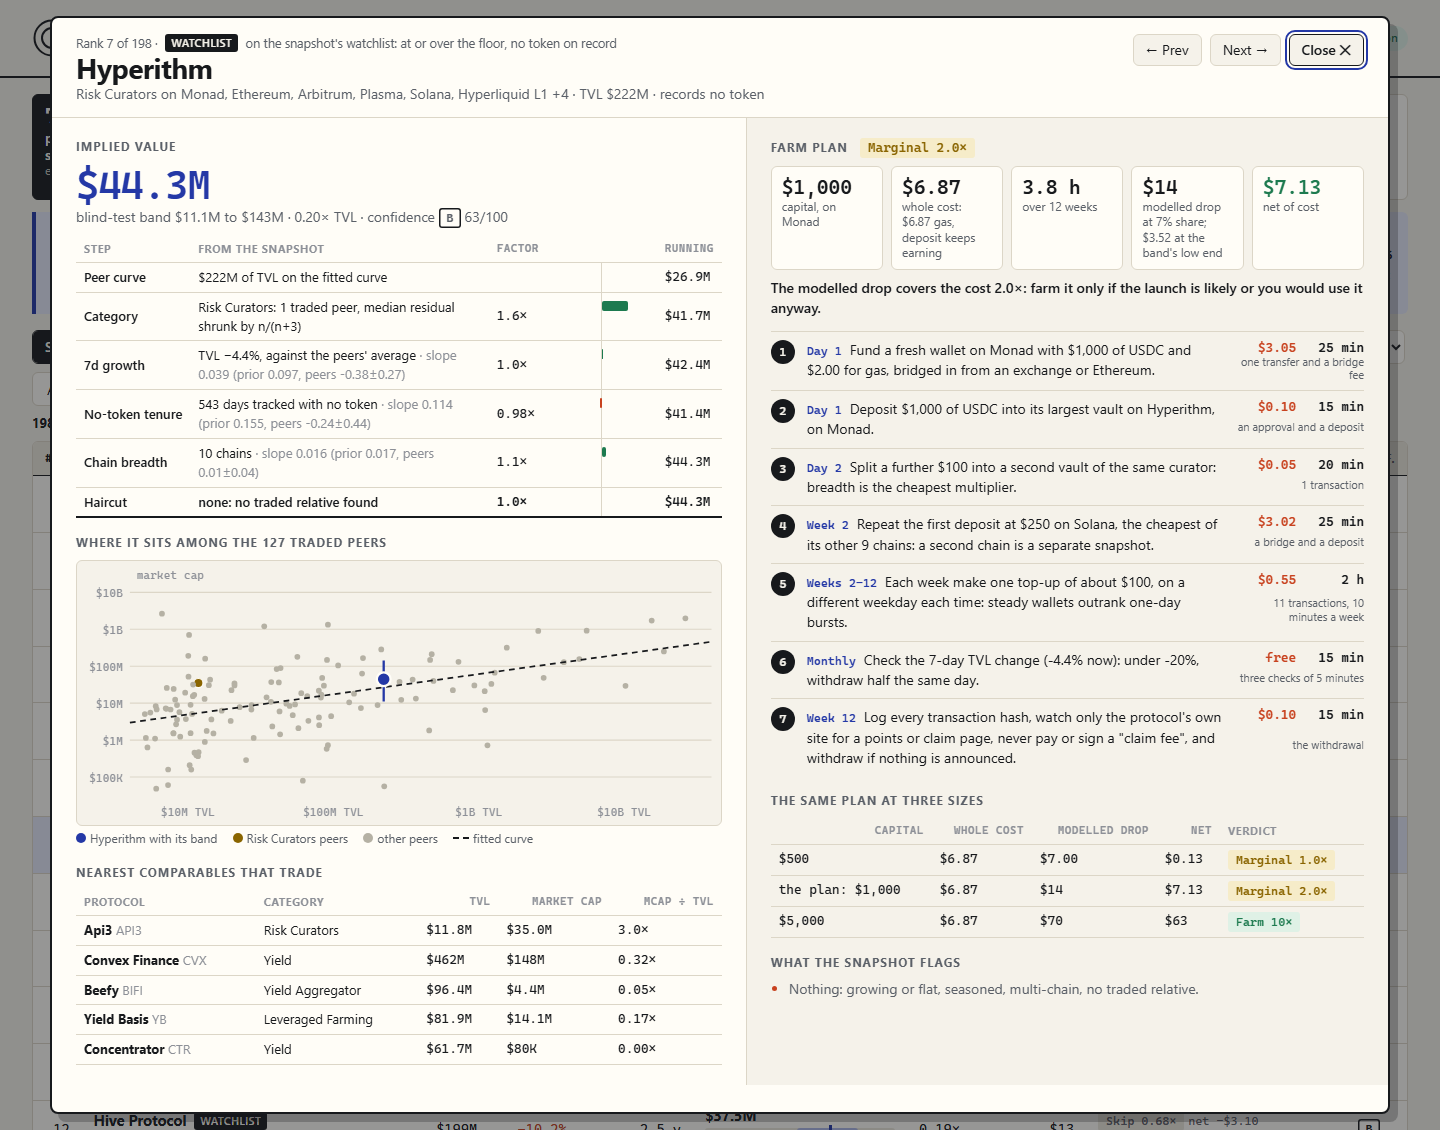 Rank 7 of 198 · WATCHLIST on the snapshot's watchlist: at or over the floor, no token on record
← Prev
Next →
Close ✕
Hyperithm
Risk Curators on Monad, Ethereum, Arbitrum, Plasma, Solana, Hyperliquid L1 +4 · TVL $222M · records no token
IMPLIED VALUE
$44.3M
blind-test band $11.1M to $143M · 0.20× TVL · confidence B 63/100
STEP FROM THE SNAPSHOT FACTOR RUNNING
Peer curve $222M of TVL on the fitted curve $26.9M
Category Risk Curators: 1 traded peer, median residual shrunk by n/(n+3) 1.6× $41.7M
7d growth TVL −4.4%, against the peers' average · slope 0.039 (prior 0.097, peers -0.38±0.27) 1.0× $42.4M
No-token tenure 543 days tracked with no token · slope 0.114 (prior 0.155, peers -0.24±0.44) 0.98× $41.4M
Chain breadth 10 chains · slope 0.016 (prior 0.017, peers 0.01±0.04) 1.1× $44.3M
Haircut none: no traded relative found 1.0× $44.3M
WHERE IT SITS AMONG THE 127 TRADED PEERS
market cap
$10B
$1B
$100M
$10M
$1M
$100K
$10M TVL $100M TVL $1B TVL $10B TVL
Hyperithm with its band Risk Curators peers other peers fitted curve
NEAREST COMPARABLES THAT TRADE
PROTOCOL CATEGORY TVL MARKET CAP MCAP ÷ TVL
Api3 API3 Risk Curators $11.8M $35.0M 3.0×
Convex Finance CVX Yield $462M $148M 0.32×
Beefy BIFI Yield Aggregator $96.4M $4.4M 0.05×
Yield Basis YB Leveraged Farming $81.9M $14.1M 0.17×
Concentrator CTR Yield $61.7M $80K 0.00×
FARM PLAN Marginal 2.0×
$1,000
capital, on
Monad
$6.87
whole cost:
$6.87 gas,
deposit keeps
earning
3.8 h
over 12 weeks
$14
modelled drop
at 7% share;
$3.52 at the
band's low end
$7.13
net of cost
The modelled drop covers the cost 2.0×: farm it only if the launch is likely or you would use it
anyway.
1 Day 1 Fund a fresh wallet on Monad with $1,000 of USDC and
$2.00 for gas, bridged in from an exchange or Ethereum.
$3.05 25 min
one transfer and a bridge
fee
2 Day 1 Deposit $1,000 of USDC into its largest vault on Hyperithm,
on Monad.
$0.10 15 min
an approval and a deposit
3 Day 2 Split a further $100 into a second vault of the same curator:
breadth is the cheapest multiplier.
$0.05 20 min
1 transaction
4 Week 2 Repeat the first deposit at $250 on Solana, the cheapest of
its other 9 chains: a second chain is a separate snapshot.
$3.02 25 min
a bridge and a deposit
5 Weeks 2–12 Each week make one top-up of about $100, on a
different weekday each time: steady wallets outrank one-day
bursts.
$0.55 2 h
11 transactions, 10
minutes a week
6 Monthly Check the 7-day TVL change (-4.4% now): under -20%,
withdraw half the same day.
free 15 min
three checks of 5 minutes
7 Week 12 Log every transaction hash, watch only the protocol's own
site for a points or claim page, never pay or sign a "claim fee", and
withdraw if nothing is announced.
$0.10 15 min
the withdrawal
THE SAME PLAN AT THREE SIZES
CAPITAL WHOLE COST MODELLED DROP NET VERDICT
$500 $6.87 $7.00 $0.13 Marginal 1.0×
the plan: $1,000 $6.87 $14 $7.13 Marginal 2.0×
$5,000 $6.87 $70 $63 Farm 10×
WHAT THE SNAPSHOT FLAGS
Nothing: growing or flat, seasoned, multi-chain, no traded relative.
12 Hive Protocol WATCHLIST $199M −10.2% 2.5 y $37.5M 0.19× $13 Skip 0.68× net −$3.10 B